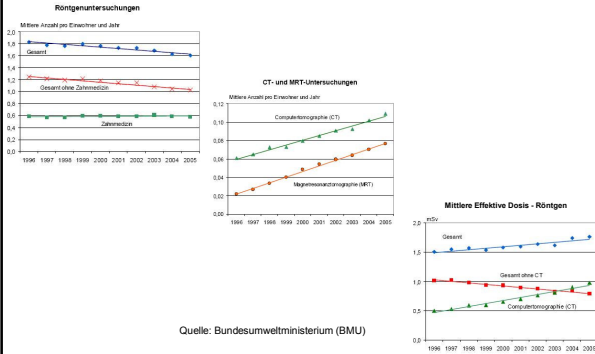 Röntgenuntersuchungen
Mittlere Anzahl pro Einwohner und Jahr
2,0
1,8
Gesamt
1,6
1,4
1,2
Gesamt ohne Zahnmedizin
1,0
0,8
0,6
Zahnmedizin
0,4
0,2
0,0
1996 1997 1998 1999 2000 2001 2002 2003 2004 2005
CT- und MRT-Untersuchungen
Mittlere Anzahl pro Einwohner und Jahr
0,12
Computertomographie (CT)
0,10
0,08
0,06
0,04
Magnetresonanztomographie (MRT)
0,02
0,00
1996 1997 1998 1999 2000 2001 2002 2003 2004 2005
Mittlere Effektive Dosis - Röntgen
mSv
2,0
Gesamt
1,5
Gesamt ohne CT
1,0
Computertomographie (CT)
0,5
0,0
1996 1997 1998 1999 2000 2001 2002 2003 2004 2005
Quelle: Bundesumweltministerium (BMU)